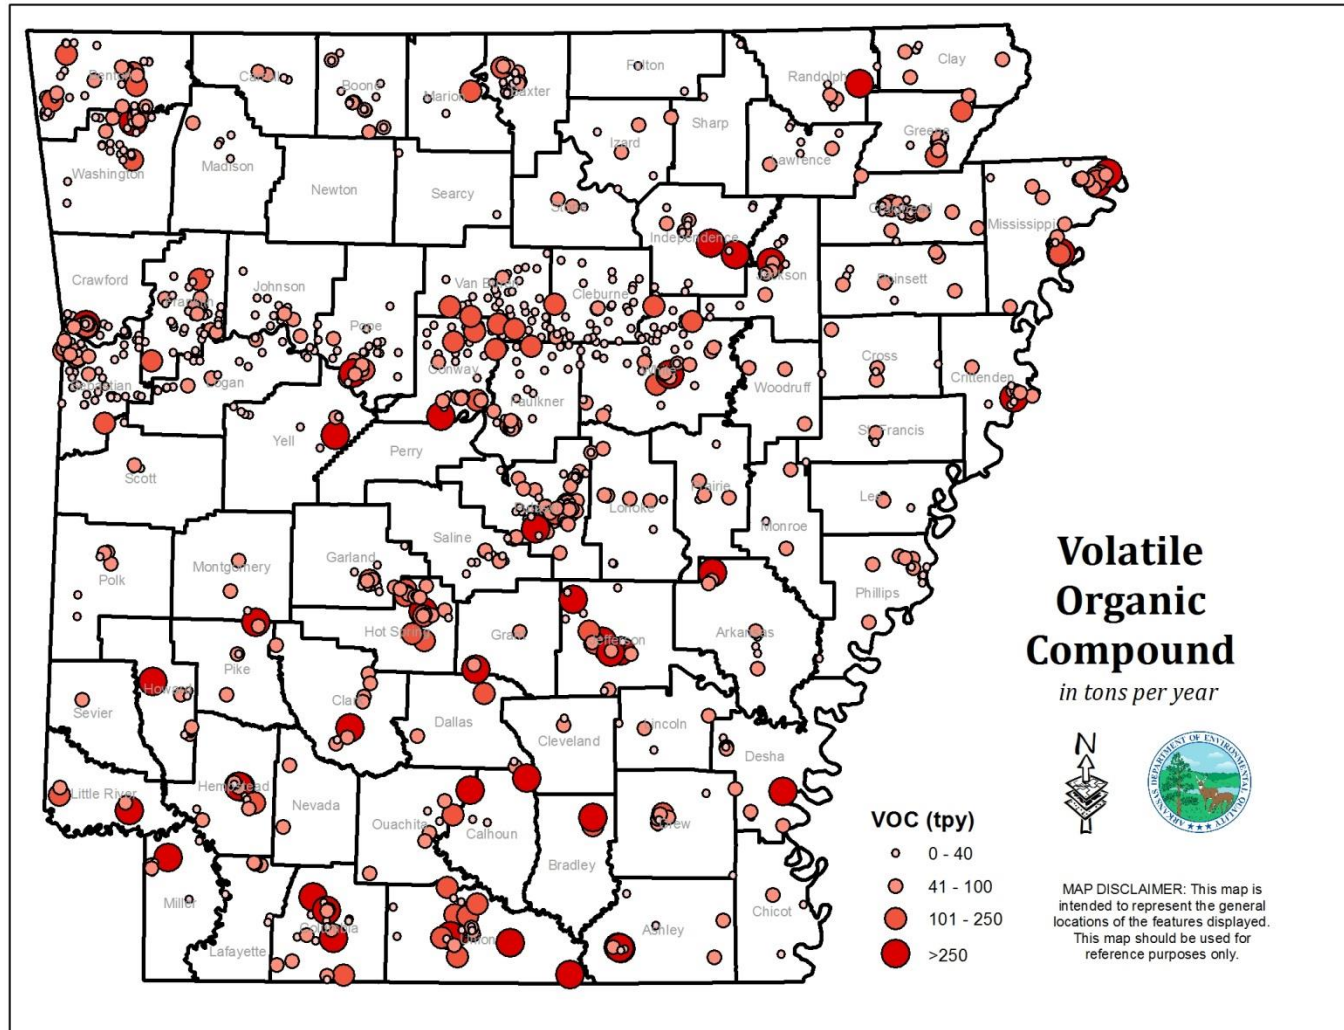 Benton
Carroll
Boone
Marion
Baxter
Fulton
Randolph
Clay
Sharp
Greene
Izard
Lawrence
Washington
Madison
Newton
Searcy
Stone
Independence
Jackson
Craighead
Mississippi
Crawford
Franklin
Johnson
Pope
Van Buren
Cleburne
Poinsett
Sebastian
Logan
Conway
Faulkner
White
Woodruff
Cross
Crittenden
Yell
Perry
St. Francis
Scott
Pulaski
Lonoke
Prairie
Monroe
Lee
Polk
Montgomery
Garland
Saline
Phillips
Hot Spring
Grant
Jefferson
Arkansas
Sevier
Howard
Pike
Clark
Dallas
Cleveland
Lincoln
Desha
Little River
Hempstead
Nevada
Ouachita
Calhoun
Bradley
Drew
Miller
Lafayette
Columbia
Union
Ashley
Chicot
Volatile
Organic
Compound
in tons per year
N
ARKANSAS DEPARTMENT OF ENVIRONMENTAL QUALITY
VOC (tpy)
0 - 40
41 - 100
101 - 250
>250
MAP DISCLAIMER: This map is
intended to represent the general
locations of the features displayed.
This map should be used for
reference purposes only.